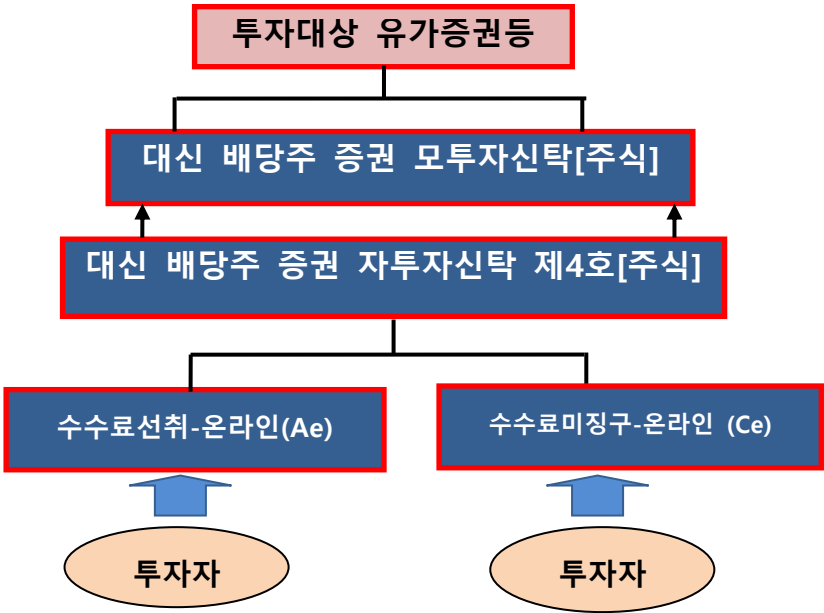 투자대상 유가증권등
대신 배당주 증권 모투자신탁[주식]
대신 배당주 증권 자투자신탁 제4호[주식]
수수료선취-온라인(Ae)
수수료미징구-온라인 (Ce)
투자자
투자자